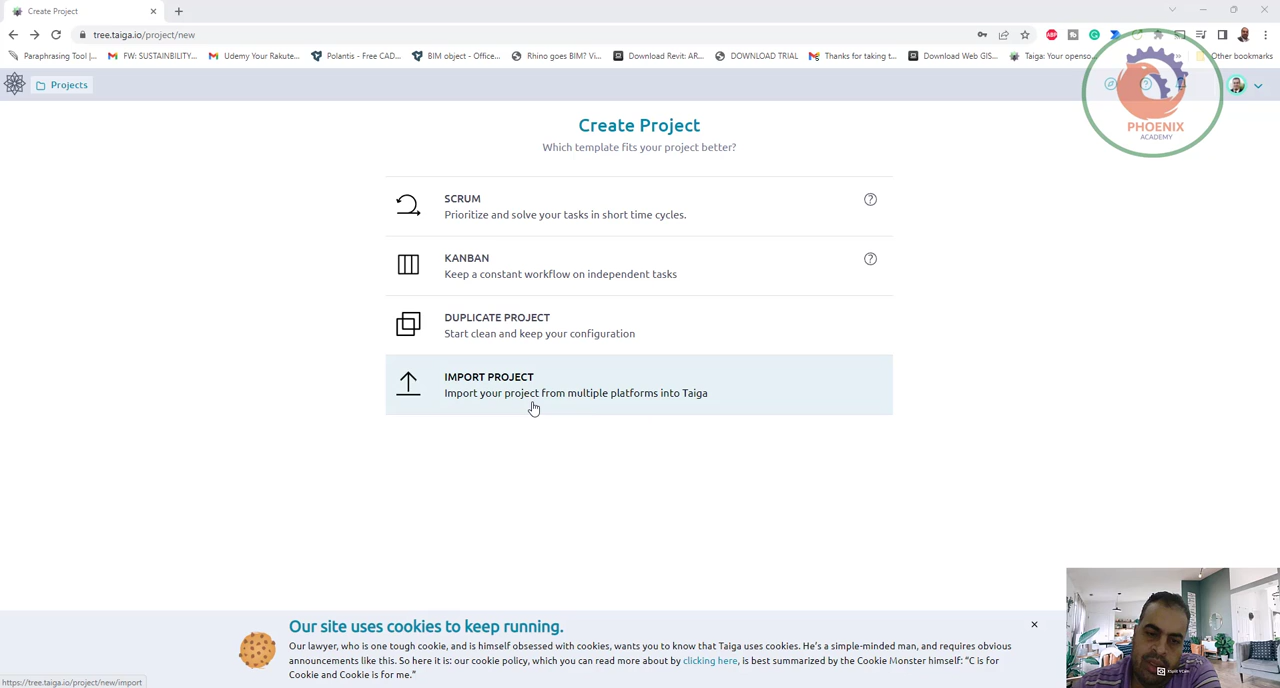 Create Project
tree.taiga.io/project/new
Paraphrasing Tool |...
FW: SUSTAINBILITY...
Udemy Your Rakute...
Polantis - Free CAD...
BIM object - Office...
Rhino goes BIM? Vi...
Download Revit: AR...
DOWNLOAD TRIAL
Thanks for taking t...
Download Web GIS...
Taiga: Your openso...
Other bookmarks
Projects
PHOENIX
ACADEMY
Create Project
Which template fits your project better?
SCRUM
Prioritize and solve your tasks in short time cycles.
KANBAN
Keep a constant workflow on independent tasks
DUPLICATE PROJECT
Start clean and keep your configuration
IMPORT PROJECT
Import your project from multiple platforms into Taiga
Our site uses cookies to keep running.
Our lawyer, who is one tough cookie, and is himself obsessed with cookies, wants you to know that Taiga uses cookies. He's a simple-minded man, and requires obvious
announcements like this. So here it is: our cookie policy, which you can read more about by clicking here, is best summarized by the Cookie Monster himself: "C is for
Cookie and Cookie is for me."
XSplit VCam
https://tree.taiga.io/project/new/import